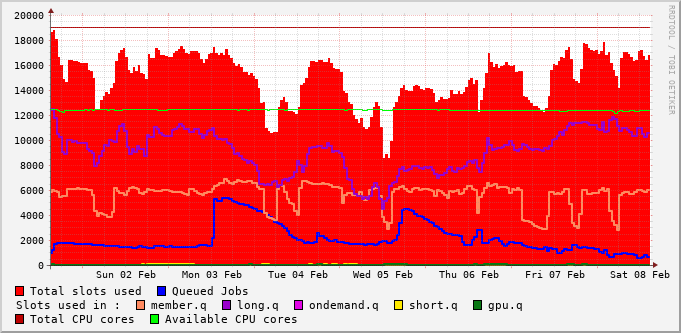 20000
18000
16000
14000
12000
10000
8000
6000
4000
2000
0
Sun 02 Feb Mon 03 Feb Tue 04 Feb Wed 05 Feb Thu 06 Feb Fri 07 Feb Sat 08 Feb
Total slots used Queued Jobs
Slots used in : member.q long.q ondemand.q short.q gpu.q
Total CPU cores Available CPU cores
RRDTOOL / TOBI OETIKER